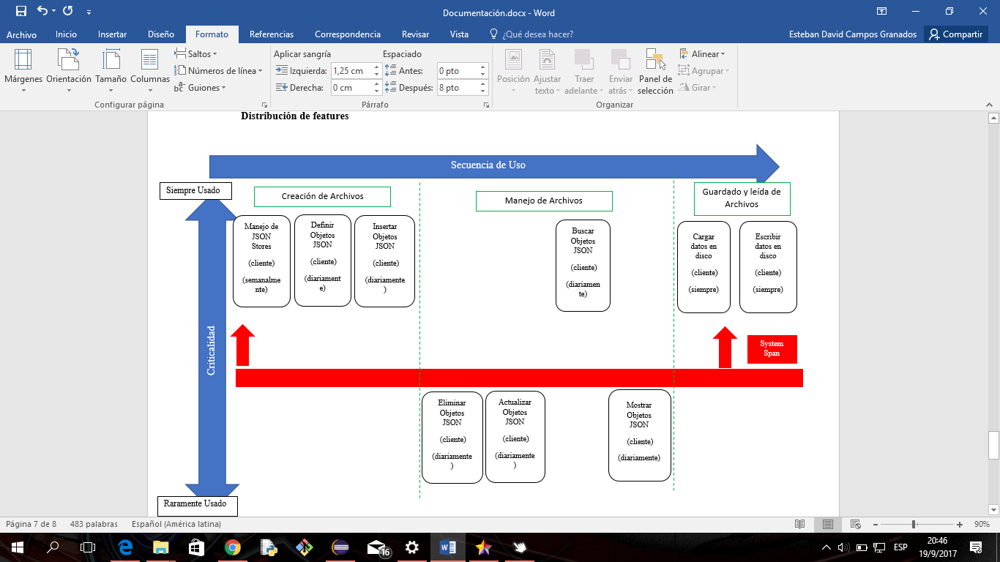 Documentación.docx - Word
Archivo
Inicio
Insertar
Diseño
Formato
Referencias
Correspondencia
Revisar
Vista
¿Qué desea hacer?
Esteban David Campos Granados
Compartir
Márgenes
Orientación
Tamaño
Columnas
Saltos
Números de línea
Guiones
Configurar página
Aplicar sangría
Izquierda:
1,25 cm
Derecha:
0 cm
Espaciado
Antes:
0 pto
Después:
8 pto
Párrafo
Posición
Ajustar
texto
Traer
adelante
Enviar
atrás
Panel de
selección
Alinear
Agrupar
Girar
Organizar
Distribución de features
Secuencia de Uso
Siempre Usado
Creación de Archivos
Manejo de Archivos
Guardado y leída de
Archivos
Manejo de
JSON
Stores
(cliente)
(semanalme
nte)
Definir
Objetos
JSON
(cliente)
(diariament
e)
Insertar
Objetos
JSON
(cliente)
(diariamente
)
Buscar
Objetos
JSON
(cliente)
(diariamen
te)
Cargar
datos en
disco
(cliente)
(siempre)
Escribir
datos en
disco
(cliente)
(siempre)
Criticalidad
System
Span
Eliminar
Objetos
JSON
(cliente)
(diariamente
)
Actualizar
Objetos
JSON
(cliente)
(diariamente
)
Mostrar
Objetos
JSON
(cliente)
(diariamente)
Raramente Usado
Página 7 de 8
483 palabras
Español (América latina)
90%
16
ESP
20:46
19/9/2017